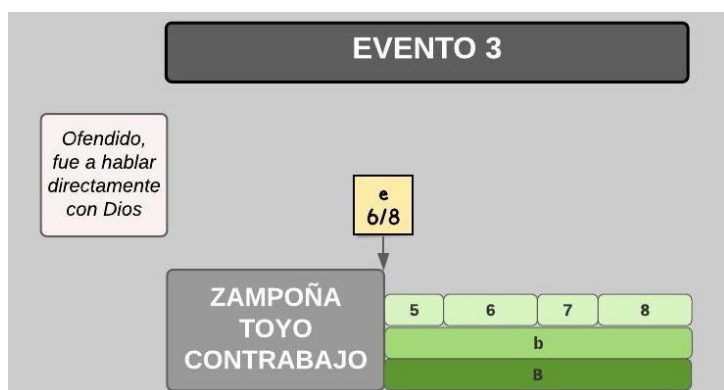 EVENTO 3
Ofendido,
fue a hablar
directamente
con Dios
e
6/8
ZAMPOÑA
TOYO
CONTRABAJO
5 6 7 8
b
B